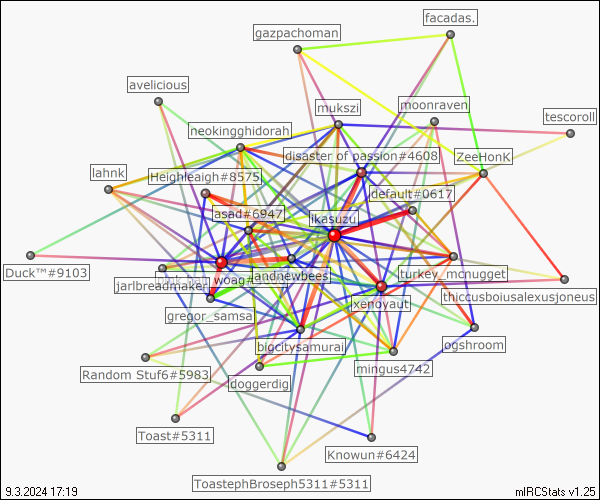 facadas.
gazpachoman
avelicious
mukszi
moonraven
tescoroll
neokingghidorah
disaster of passion#4608
ZeeHonK
lahnk
Heighleaigh#8575
default#0617
asad#6947
ikasuzu
Duck™#9103
jarlbreadmaker
woag#
andnewbees
turkey_mcnugget
thiccusboiusalexusjoneus
xenoyaut
gregor_samsa
bigcitysamurai
ogshroom
Random Stuf6#5983
doggerdig
mingus4742
Toast#5311
Knowun#6424
ToastephBroseph5311#5311
9.3.2024 17:19
mIRCStats v1.25